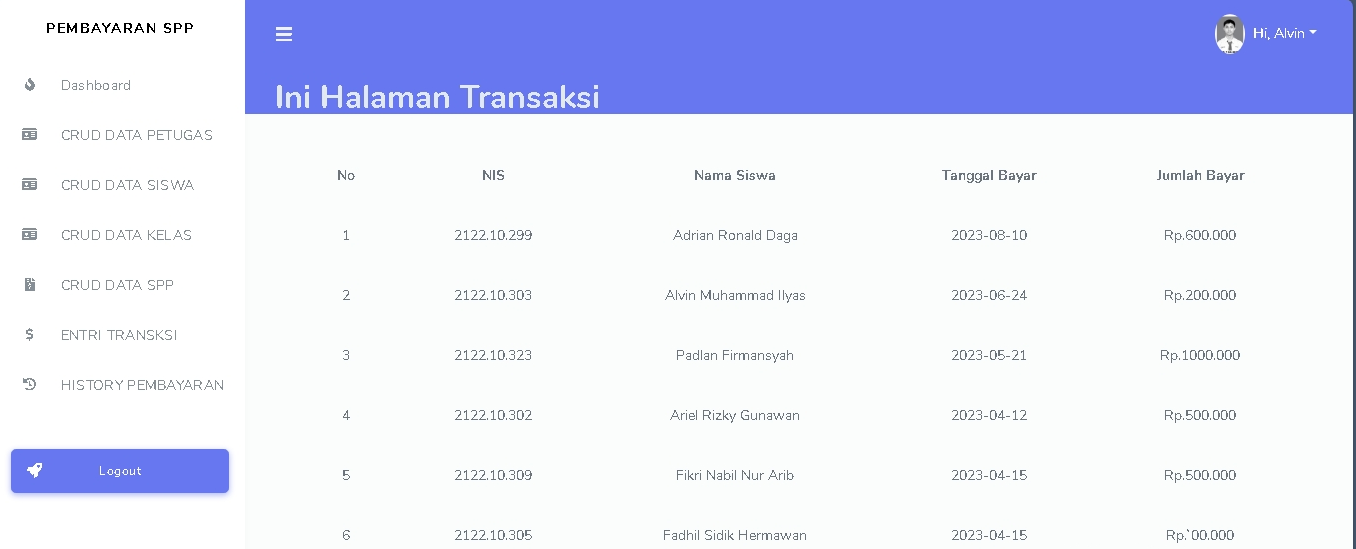 PEMBAYARAN SPP
Dashboard
CRUD DATA PETUGAS
CRUD DATA SISWA
CRUD DATA KELAS
CRUD DATA SPP
ENTRI TRANSKSI
HISTORY PEMBAYARAN
Logout
Hi, Alvin
Ini Halaman Transaksi
No NIS Nama Siswa Tanggal Bayar Jumlah Bayar
1 2122.10.299 Adrian Ronald Daga 2023-08-10 Rp.600.000
2 2122.10.303 Alvin Muhammad Ilyas 2023-06-24 Rp.200.000
3 2122.10.323 Padlan Firmansyah 2023-05-21 Rp.1000.000
4 2122.10.302 Ariel Rizky Gunawan 2023-04-12 Rp.500.000
5 2122.10.309 Fikri Nabil Nur Arib 2023-04-15 Rp.500.000
6 2122.10.305 Fadhil Sidik Hermawan 2023-04-15 Rp.`00.000